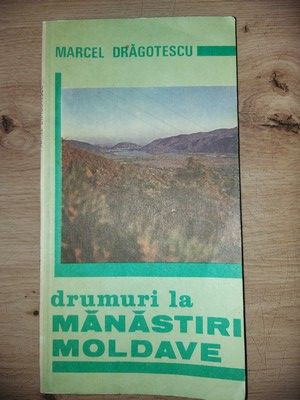 MARCEL DRĂGOTESCU
drumuri la
MĂNĂSTIRI
MOLDAVE